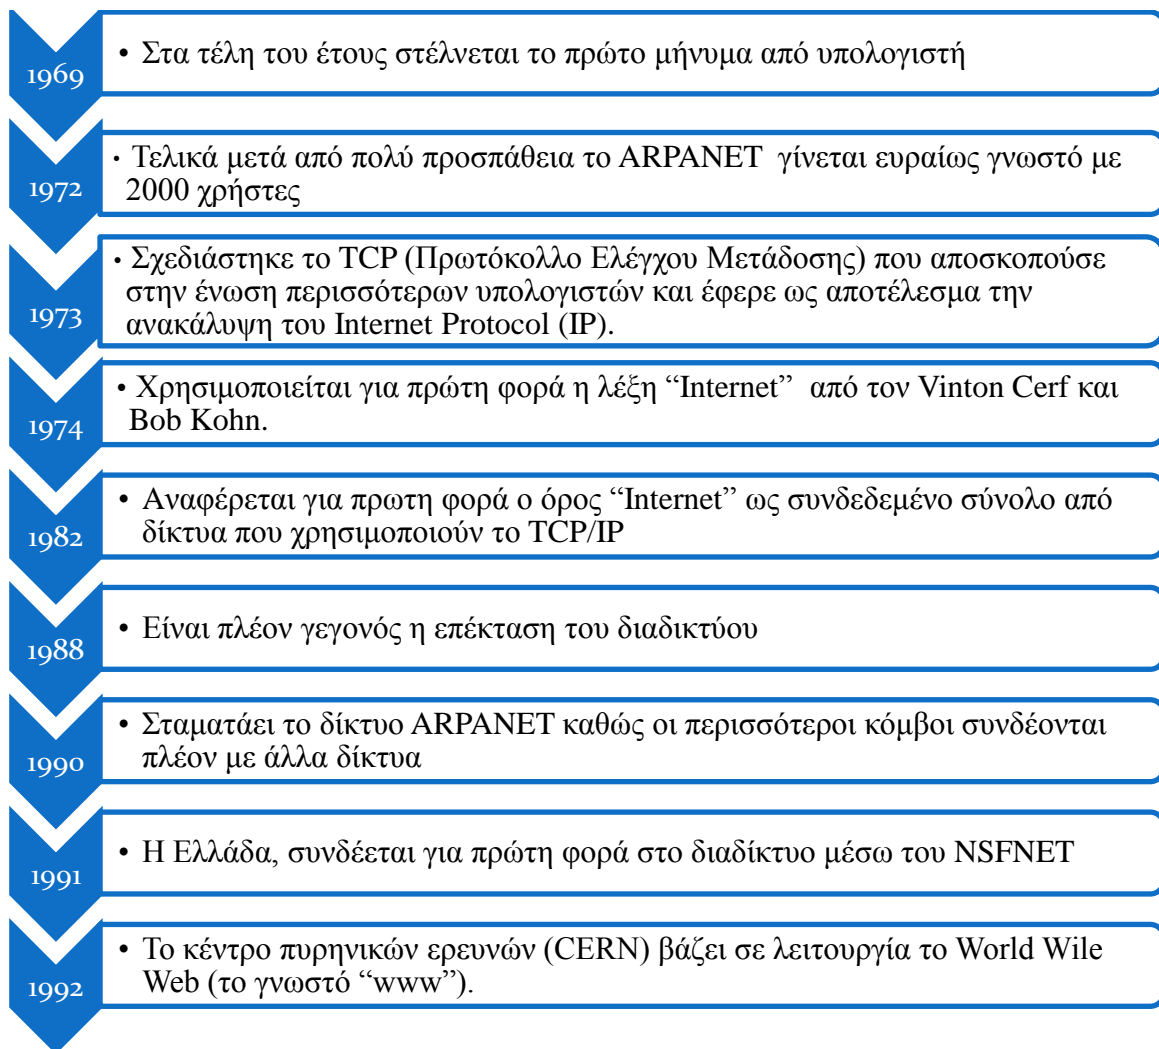 1969
• Στα τέλη του έτους στέλνεται το πρώτο μήνυμα από υπολογιστή
1972
• Τελικά μετά από πολύ προσπάθεια το ARPANET γίνεται ευραίως γνωστό με
2000 χρήστες
1973
• Σχεδιάστηκε το TCP (Πρωτόκολλο Ελέγχου Μετάδοσης) που αποσκοπούσε
στην ένωση περισσότερων υπολογιστών και έφερε ως αποτέλεσμα την
ανακάλυψη του Internet Protocol (IP).
1974
• Χρησιμοποιείται για πρώτη φορά η λέξη “Internet” από τον Vinton Cerf και
Bob Kohn.
1982
• Αναφέρεται για πρωτη φορά ο όρος “Internet” ως συνδεδεμένο σύνολο από
δίκτυα που χρησιμοποιούν το TCP/IP
1988
• Είναι πλέον γεγονός η επέκταση του διαδικτύου
1990
• Σταματάει το δίκτυο ARPANET καθώς οι περισσότεροι κόμβοι συνδέονται
πλέον με άλλα δίκτυα
1991
• Η Ελλάδα, συνδέεται για πρώτη φορά στο διαδίκτυο μέσω του NSFNET
1992
• Το κέντρο πυρηνικών ερευνών (CERN) βάζει σε λειτουργία το World Wile
Web (το γνωστό “www”).